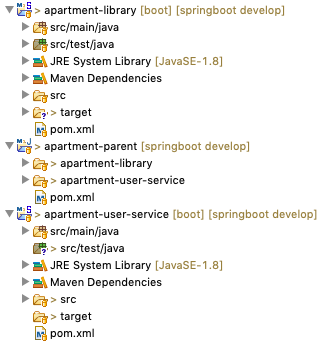 > apartment-library [boot] [springboot develop]
src/main/java
src/test/java
JRE System Library [JavaSE-1.8]
Maven Dependencies
src
> target
pom.xml
> apartment-parent [springboot develop]
> apartment-library
> apartment-user-service
pom.xml
> apartment-user-service [boot] [springboot develop]
src/main/java
> src/test/java
JRE System Library [JavaSE-1.8]
Maven Dependencies
> src
> target
pom.xml